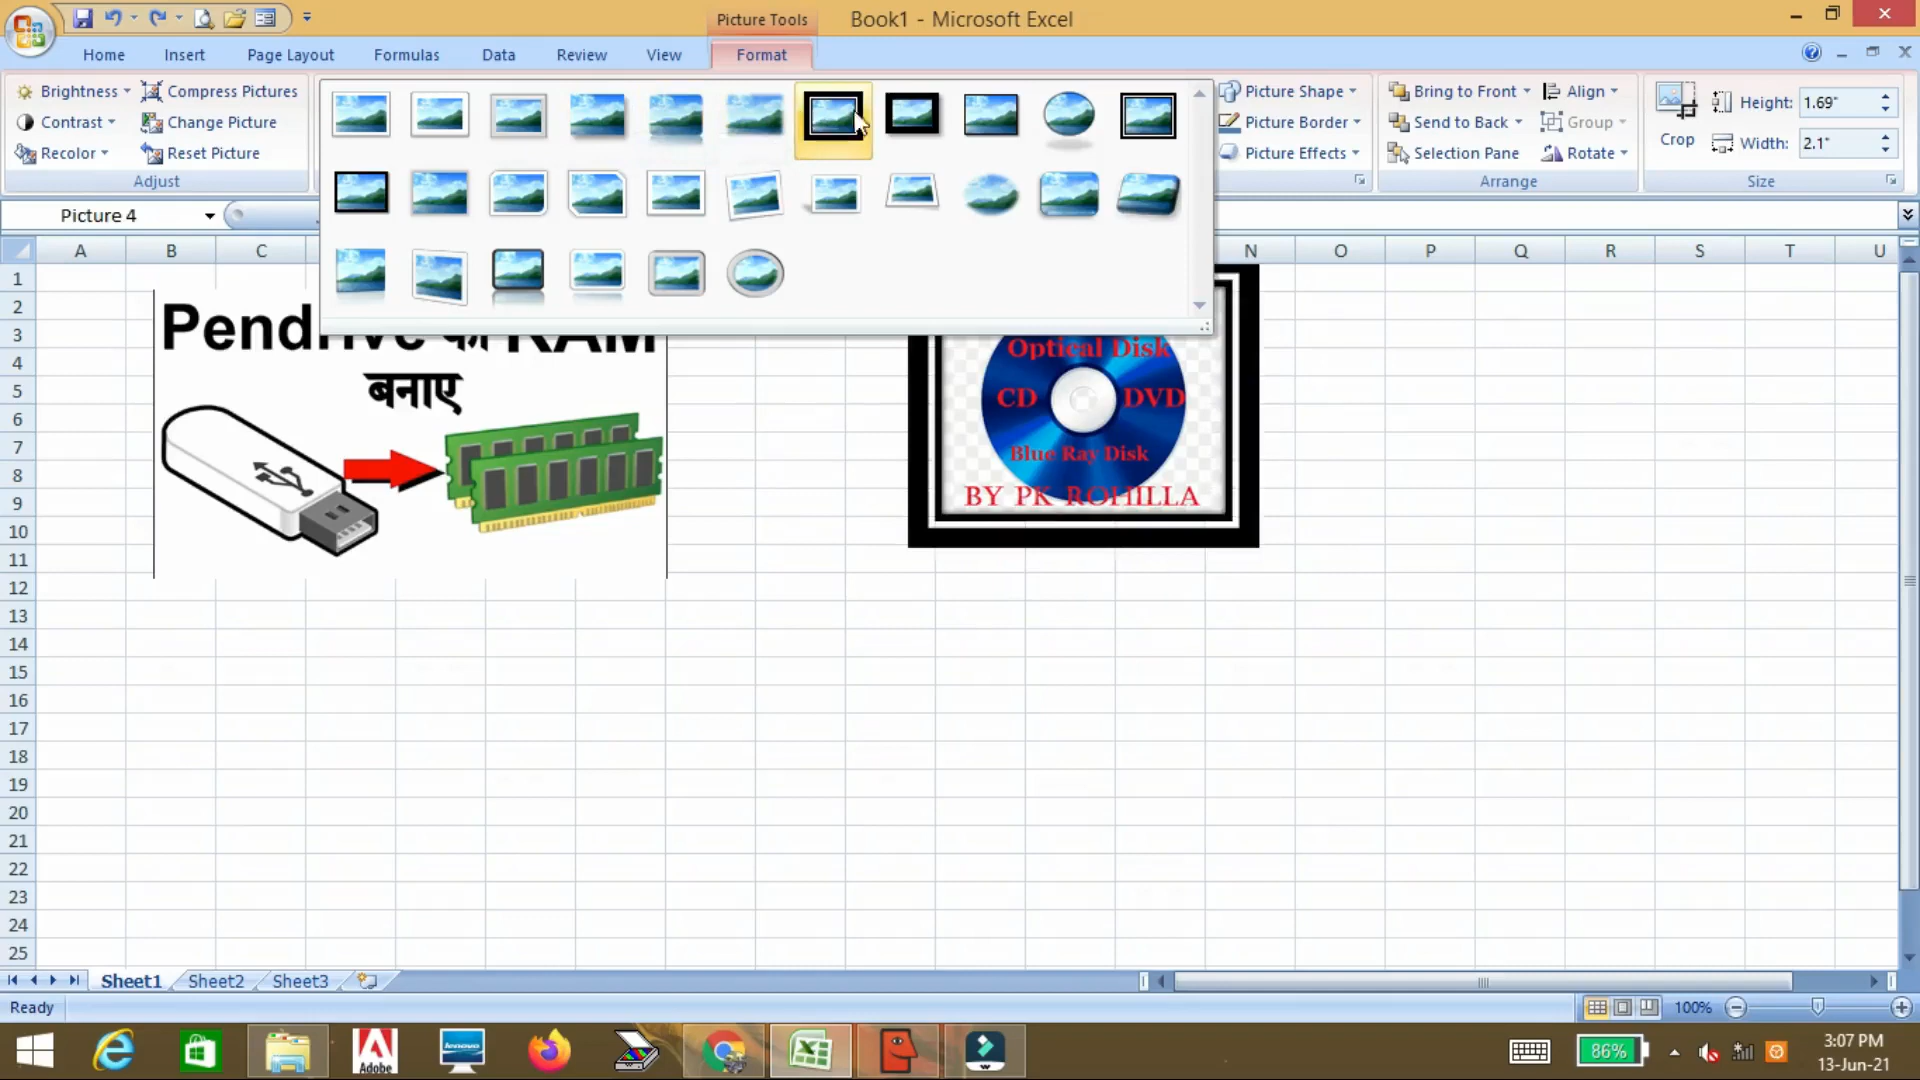 Picture Tools
Book1 - Microsoft Excel
Home Insert Page Layout Formulas Data Review View Format
Brightness Compress Pictures
Contrast Change Picture
Recolor Reset Picture
Adjust
Picture Shape
Picture Border
Picture Effects
Bring to Front Align
Send to Back Group
Selection Pane Rotate
Arrange
Crop
Height: 1.69"
Width: 2.1"
Size
Picture 4
A B C N O P Q R S T U
1
2
3
4
5
6
7
8
9
10
11
12
13
14
15
16
17
18
19
20
21
22
23
24
25
Pendrive को RAM
बनाए
Optical Disk
CD DVD
Blue Ray Disk
BY PK ROHILLA
Sheet1 Sheet2 Sheet3
Ready
100%
Adobe
lenovo
86%
3:07 PM
13-Jun-21